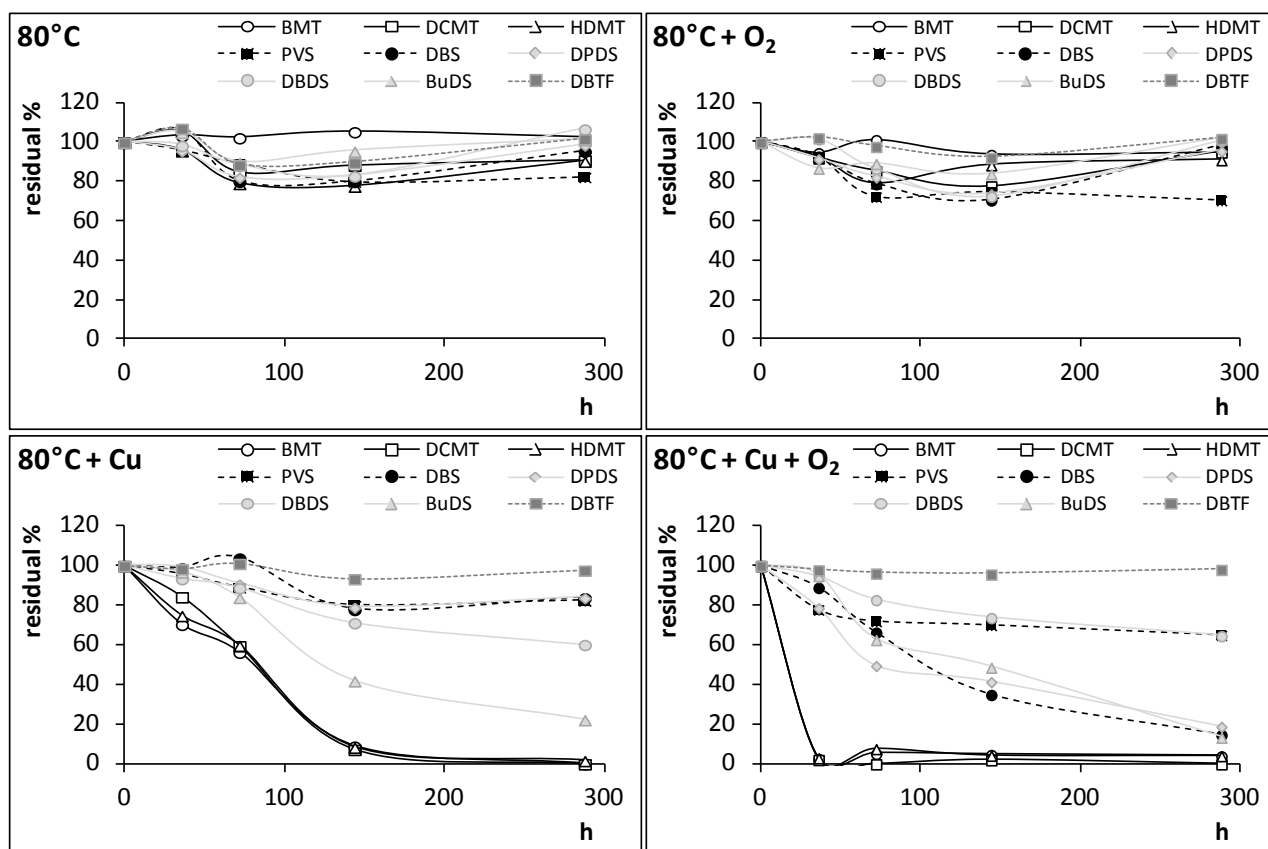 80°C
BMT DCMT HDMT
PVS DBS DPDS
DBDS BuDS DBTF
residual %
120
100
80
60
40
20
0
0 100 200 300
h
80°C + O₂
BMT DCMT HDMT
PVS DBS DPDS
DBDS BuDS DBTF
residual %
120
100
80
60
40
20
0
0 100 200 300
h
80°C + Cu
BMT DCMT HDMT
PVS DBS DPDS
DBDS BuDS DBTF
residual %
120
100
80
60
40
20
0
0 100 200 300
h
80°C + Cu + O₂
BMT DCMT HDMT
PVS DBS DPDS
DBDS BuDS DBTF
residual %
120
100
80
60
40
20
0
0 100 200 300
h